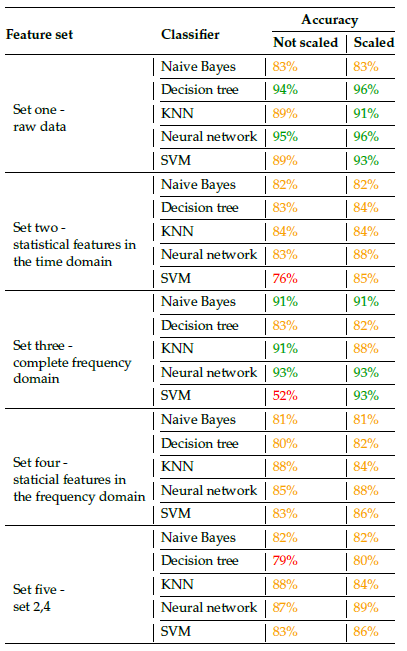 Feature set Classifier Accuracy
Not scaled Scaled
Set one -
raw data
Naive Bayes 83% 83%
Decision tree 94% 96%
KNN 89% 91%
Neural network 95% 96%
SVM 89% 93%
Set two -
statistical features in
the time domain
Naive Bayes 82% 82%
Decision tree 83% 84%
KNN 84% 84%
Neural network 83% 88%
SVM 76% 85%
Set three -
complete frequency
domain
Naive Bayes 91% 91%
Decision tree 83% 82%
KNN 91% 88%
Neural network 93% 93%
SVM 52% 93%
Set four -
staticial features in
the frequency domain
Naive Bayes 81% 81%
Decision tree 80% 82%
KNN 88% 84%
Neural network 85% 88%
SVM 83% 86%
Set five -
set 2,4
Naive Bayes 82% 82%
Decision tree 79% 80%
KNN 88% 84%
Neural network 87% 89%
SVM 83% 86%